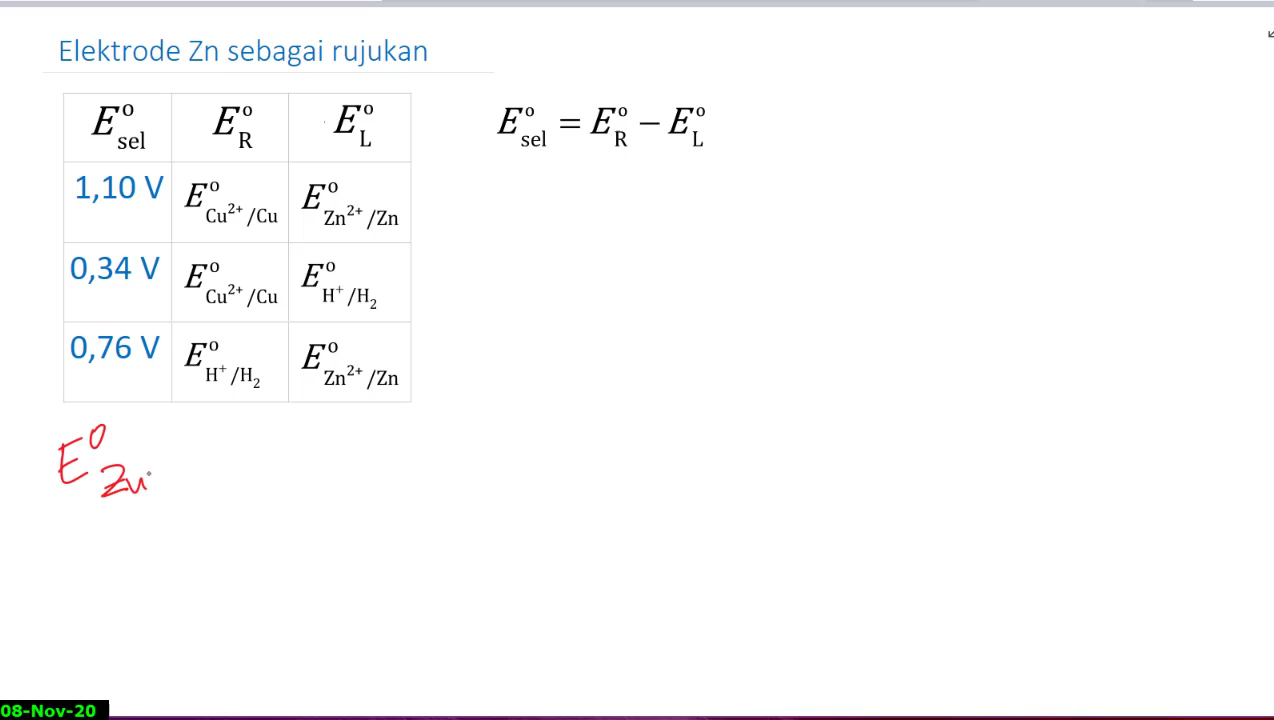 Elektrode Zn sebagai rujukan
E°sel E°R E°L
E°sel = E°R − E°L
1,10 V E°Cu²⁺/Cu E°Zn²⁺/Zn
0,34 V E°Cu²⁺/Cu E°H⁺/H₂
0,76 V E°H⁺/H₂ E°Zn²⁺/Zn
E°Zn
08-Nov-20